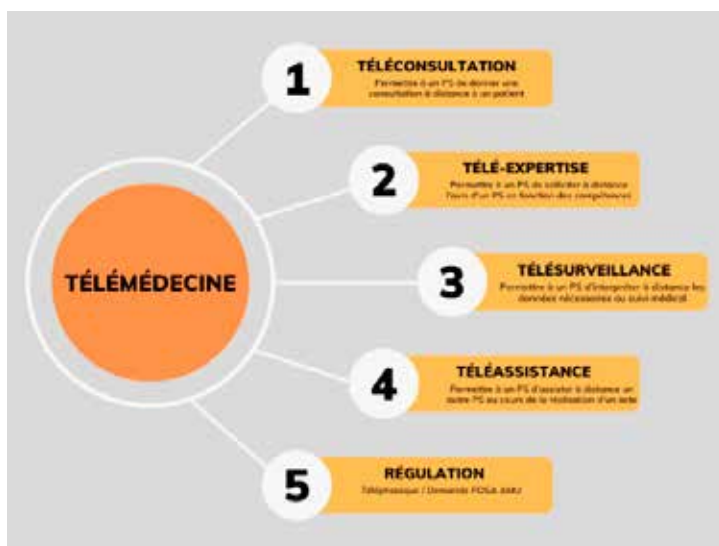 1
TÉLÉCONSULTATION
Permettre à un PS de donner une
consultation à distance à un patient
2
TÉLÉ-EXPERTISE
Permettre à un PS de solliciter à distance
l'avis d'un PS en fonction des compétences
TÉLÉMÉDECINE
3
TÉLÉSURVEILLANCE
Permettre à un PS d'interpréter à distance les
données nécessaires au suivi médical
4
TÉLÉASSISTANCE
Permettre à un PS d'assister à distance un
autre PS au cours de la réalisation d'un acte
5
RÉGULATION
Téléphonique / Demande